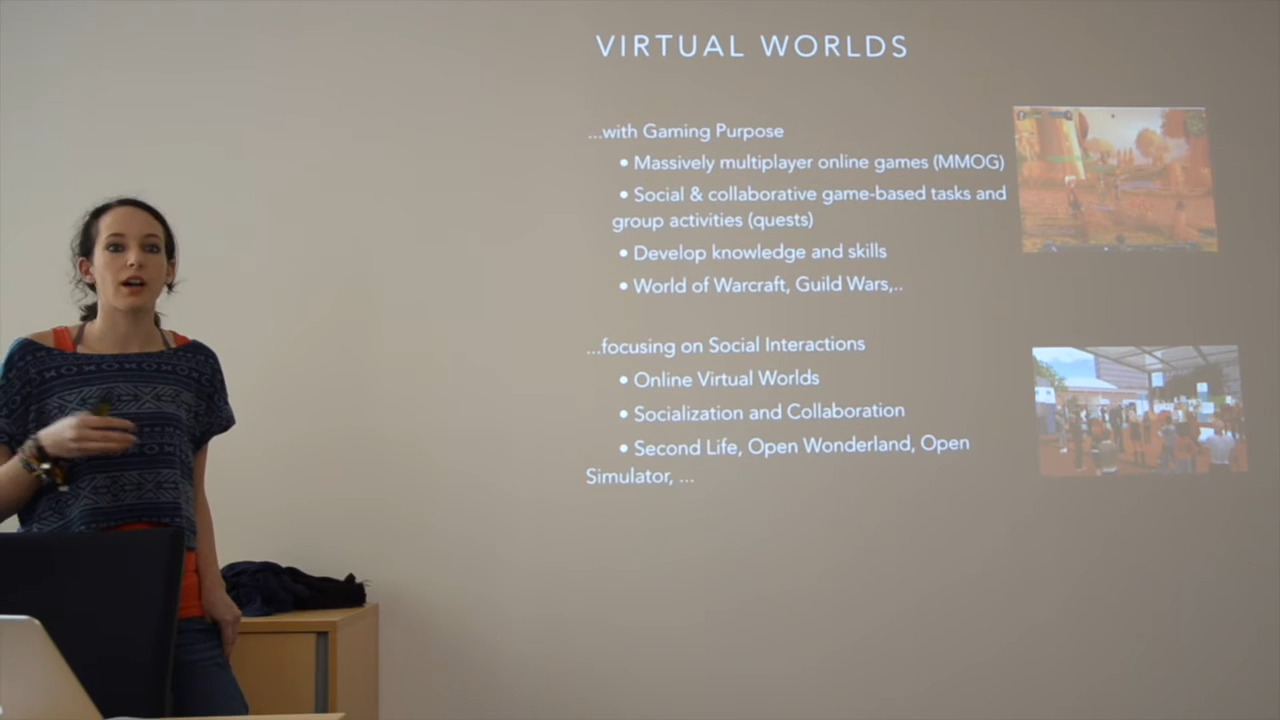 VIRTUAL WORLDS
...with Gaming Purpose
• Massively multiplayer online games (MMOG)
• Social & collaborative game-based tasks and
group activities (quests)
• Develop knowledge and skills
• World of Warcraft, Guild Wars,..
...focusing on Social Interactions
• Online Virtual Worlds
• Socialization and Collaboration
• Second Life, Open Wonderland, Open
Simulator, ...